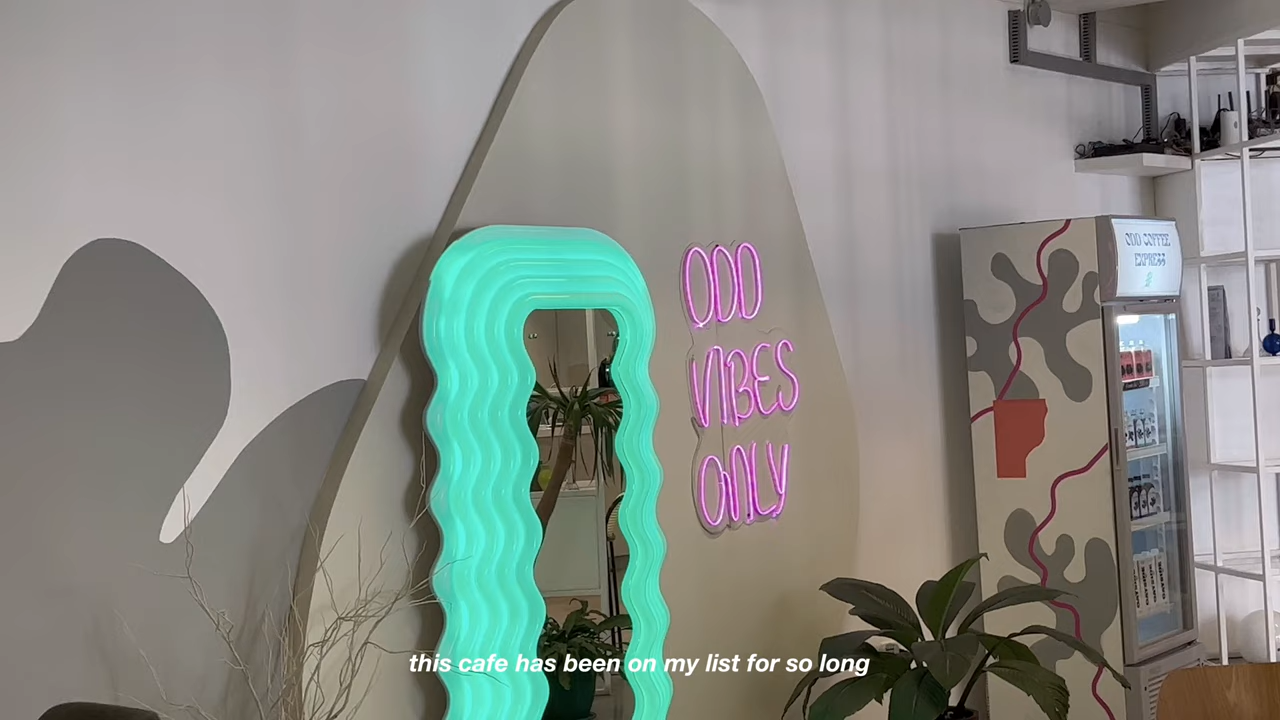 ODD
VIBES
ONLY
ODD COFFEE
EXPRESS
this cafe has been on my list for so long